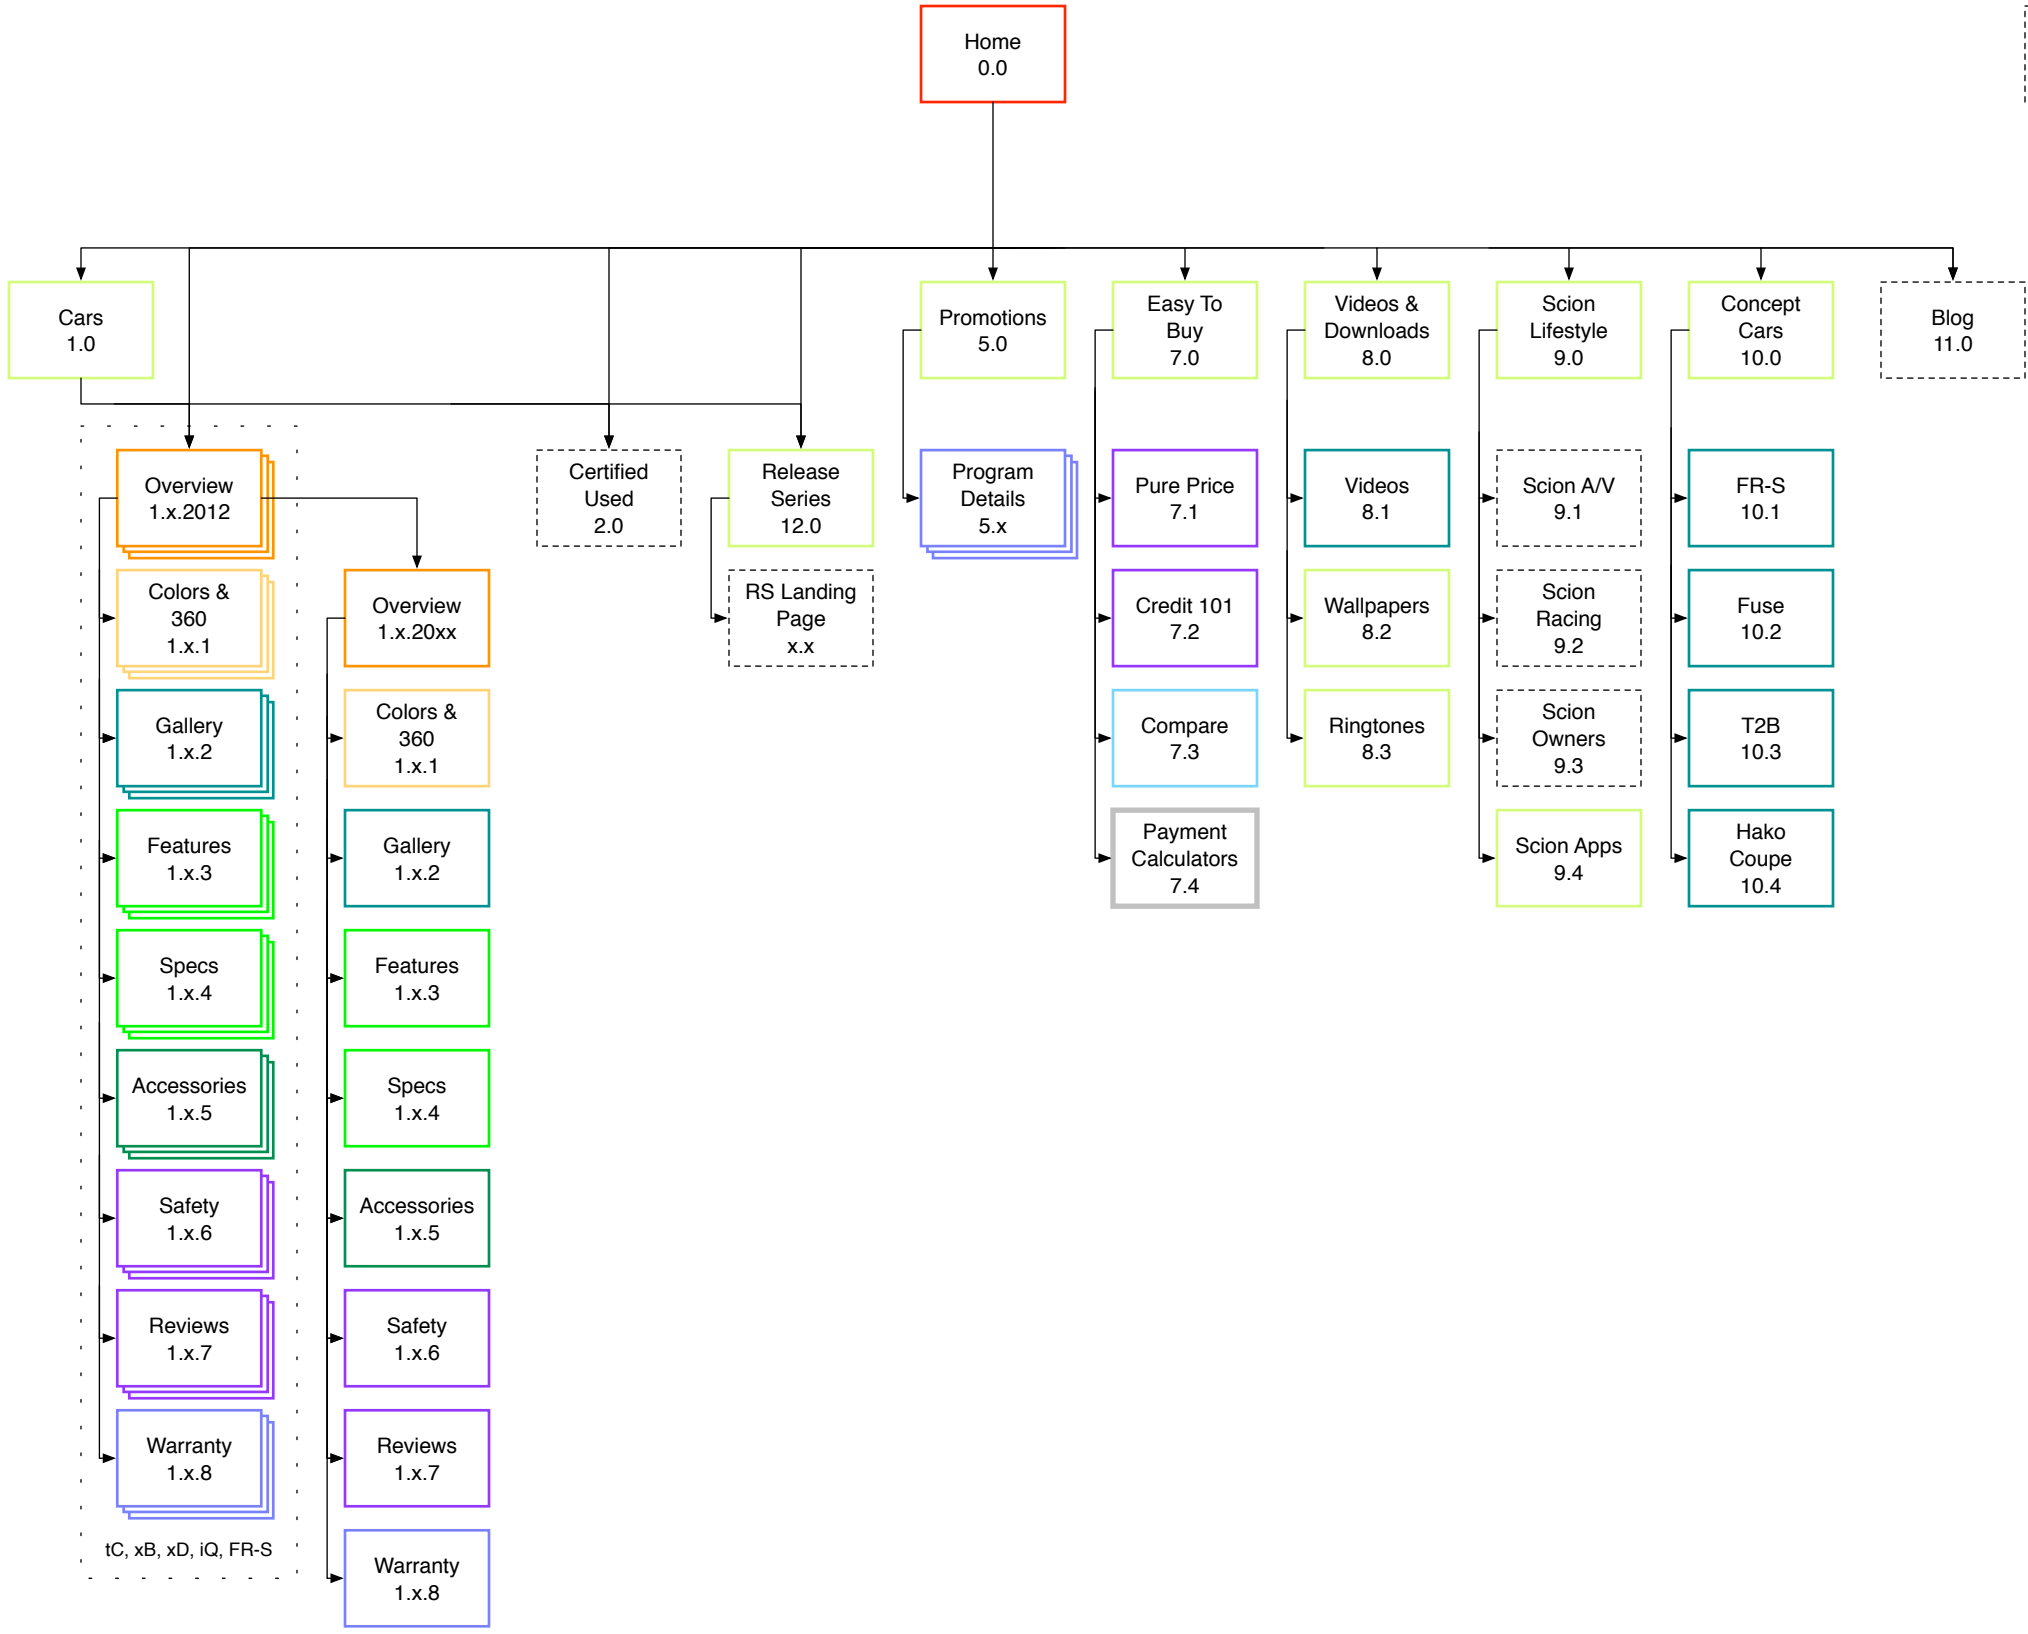 Home
0.0
Cars
1.0
Promotions
5.0
Easy To
Buy
7.0
Videos &
Downloads
8.0
Scion
Lifestyle
9.0
Concept
Cars
10.0
Blog
11.0
Overview
1.x.2012
Certified
Used
2.0
Release
Series
12.0
Program
Details
5.x
Pure Price
7.1
Videos
8.1
Scion A/V
9.1
FR-S
10.1
Colors &
360
1.x.1
Overview
1.x.20xx
RS Landing
Page
x.x
Credit 101
7.2
Wallpapers
8.2
Scion
Racing
9.2
Fuse
10.2
Gallery
1.x.2
Colors &
360
1.x.1
Compare
7.3
Ringtones
8.3
Scion
Owners
9.3
T2B
10.3
Features
1.x.3
Gallery
1.x.2
Payment
Calculators
7.4
Scion Apps
9.4
Hako
Coupe
10.4
Specs
1.x.4
Features
1.x.3
Accessories
1.x.5
Specs
1.x.4
Safety
1.x.6
Accessories
1.x.5
Reviews
1.x.7
Safety
1.x.6
Warranty
1.x.8
Reviews
1.x.7
tC, xB, xD, iQ, FR-S
Warranty
1.x.8